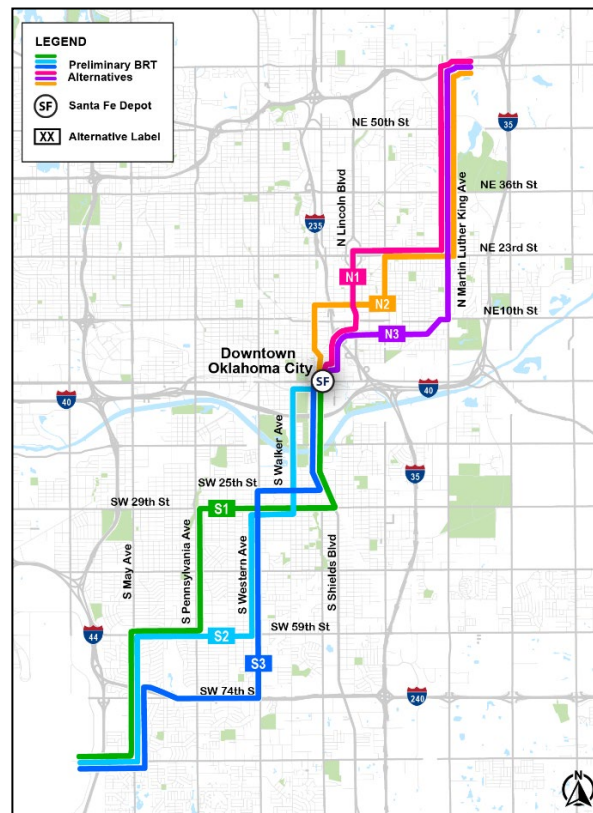 LEGEND
Preliminary BRT
Alternatives
SF
Santa Fe Depot
XX
Alternative Label
35
NE 50th St
N Lincoln Blvd
N Martin Luther King Ave
NE 36th St
235
NE 23rd St
N1
N2
NE10th St
N3
Downtown
Oklahoma City
SF
40
40
S Walker Ave
35
SW 25th St
SW 29th St
S1
S May Ave
S Pennsylvania Ave
S Western Ave
S Shields Blvd
44
S2
SW 59th St
S3
SW 74th S
240
N